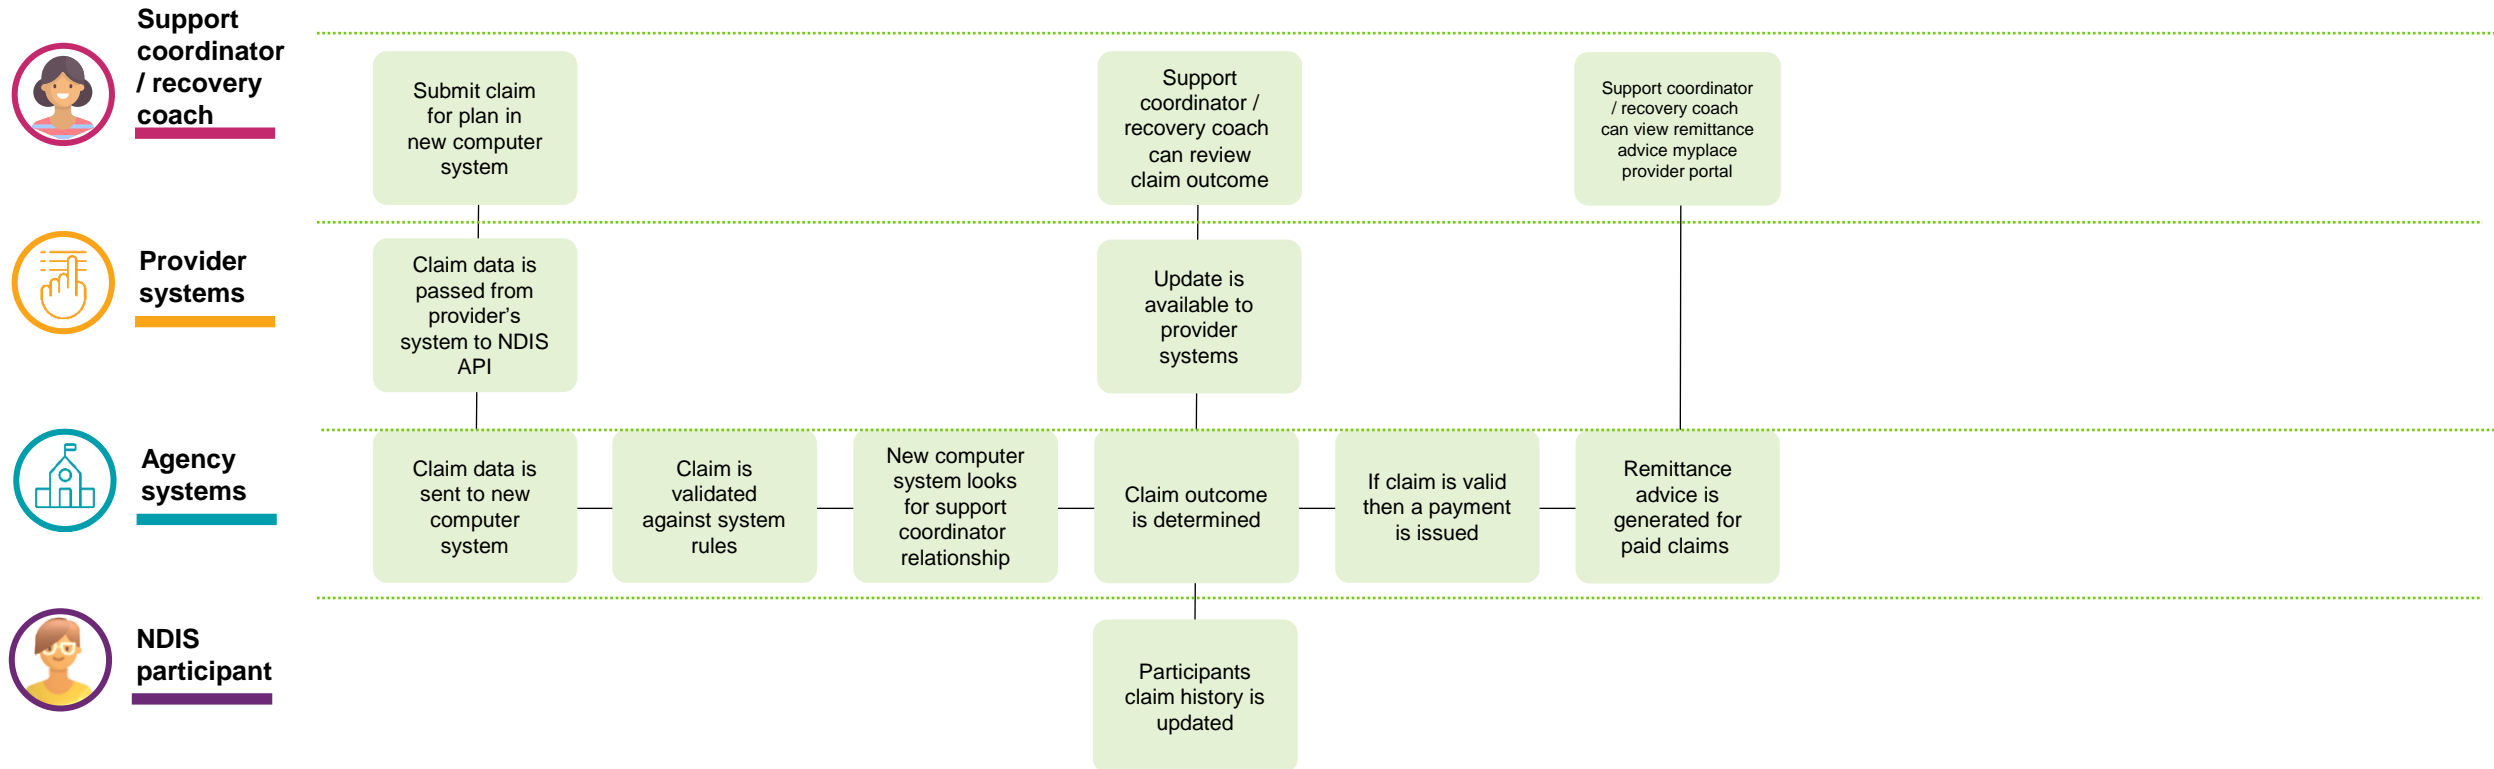 Support
coordinator
/ recovery
coach
Submit claim
for plan in
new computer
system
Support
coordinator /
recovery coach
can review
claim outcome
Support coordinator
/ recovery coach
can view remittance
advice myplace
provider portal
Provider
systems
Claim data is
passed from
provider’s
system to NDIS
API
Update is
available to
provider
systems
Agency
systems
Claim data is
sent to new
computer
system
Claim is
validated
against system
rules
New computer
system looks
for support
coordinator
relationship
Claim outcome
is determined
If claim is valid
then a payment
is issued
Remittance
advice is
generated for
paid claims
NDIS
participant
Participants
claim history is
updated